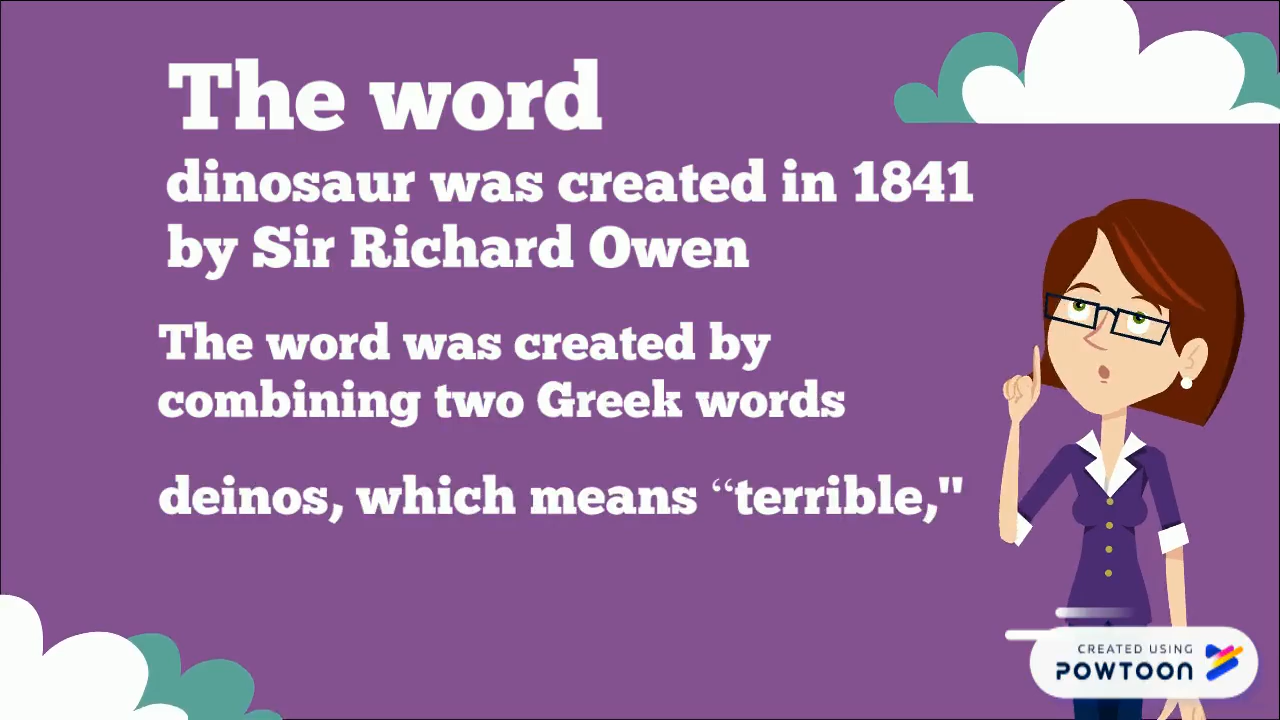 The word
dinosaur was created in 1841
by Sir Richard Owen
The word was created by
combining two Greek words
deinos, which means “terrible,"
CREATED USING
POWTOON